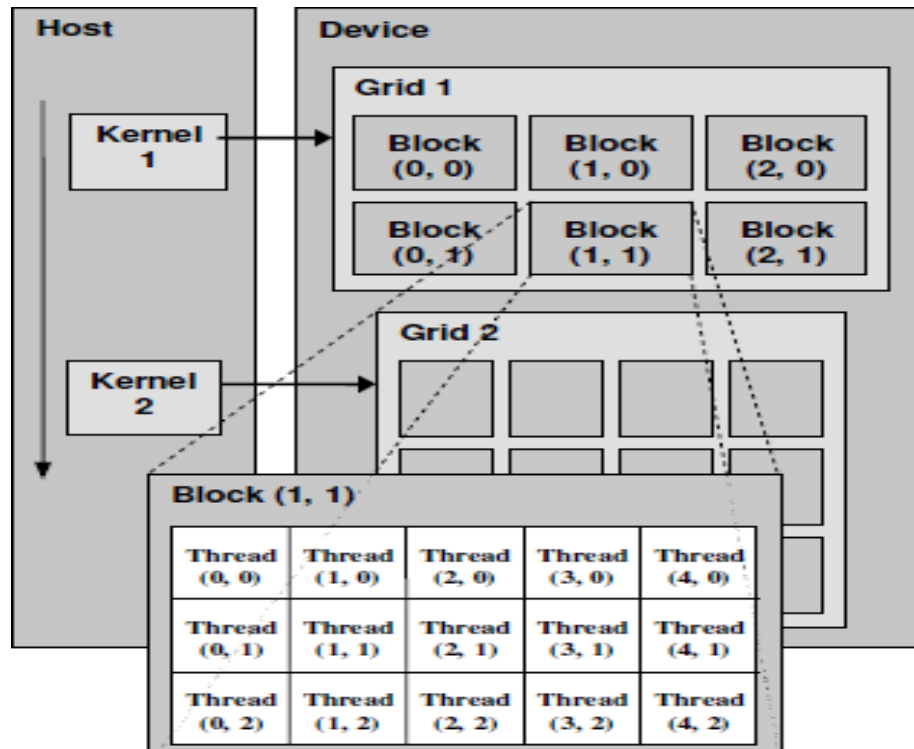 Host
Device
Grid 1
Kernel
1
Block
(0, 0)
Block
(1, 0)
Block
(2, 0)
Block
(0, 1)
Block
(1, 1)
Block
(2, 1)
Grid 2
Kernel
2
Block (1, 1)
Thread
(0, 0)
Thread
(1, 0)
Thread
(2, 0)
Thread
(3, 0)
Thread
(4, 0)
Thread
(0, 1)
Thread
(1, 1)
Thread
(2, 1)
Thread
(3, 1)
Thread
(4, 1)
Thread
(0, 2)
Thread
(1, 2)
Thread
(2, 2)
Thread
(3, 2)
Thread
(4, 2)